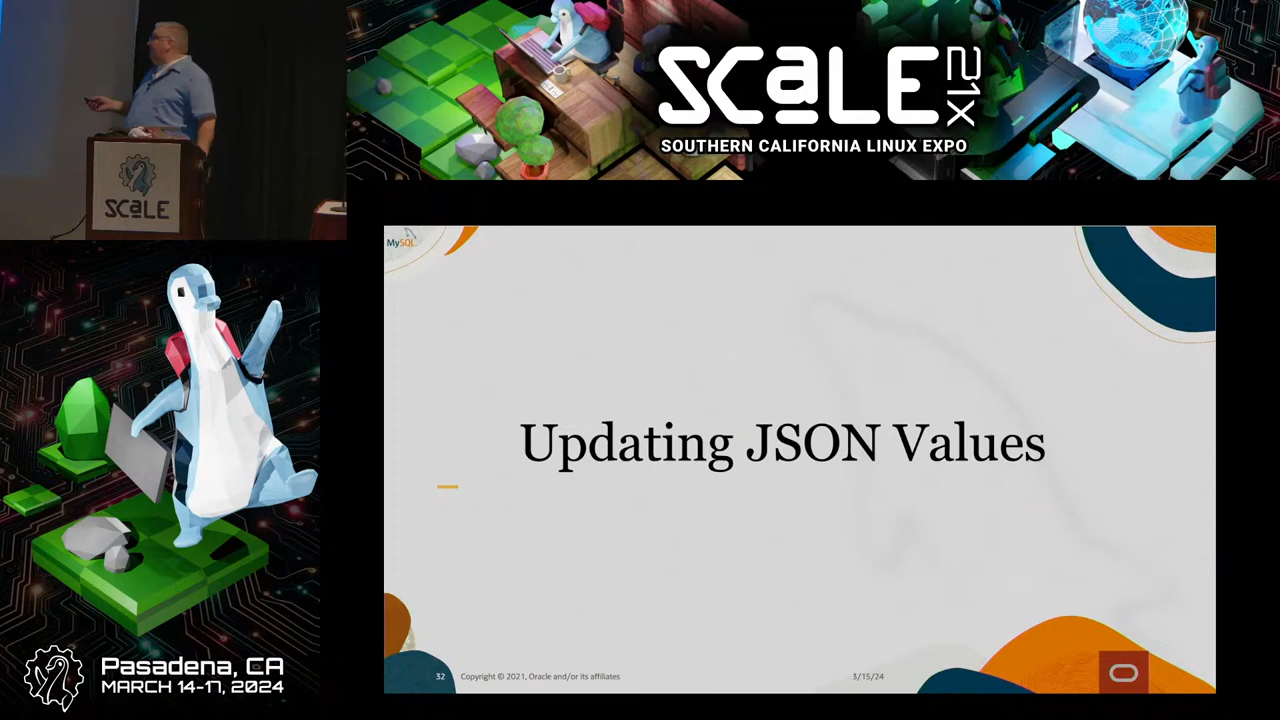 SCaLE
SCaLE 21X
SOUTHERN CALIFORNIA LINUX EXPO
MySQL
Updating JSON Values
32
Copyright © 2021, Oracle and/or its affiliates
3/15/24
Pasadena, CA
MARCH 14-17, 2024